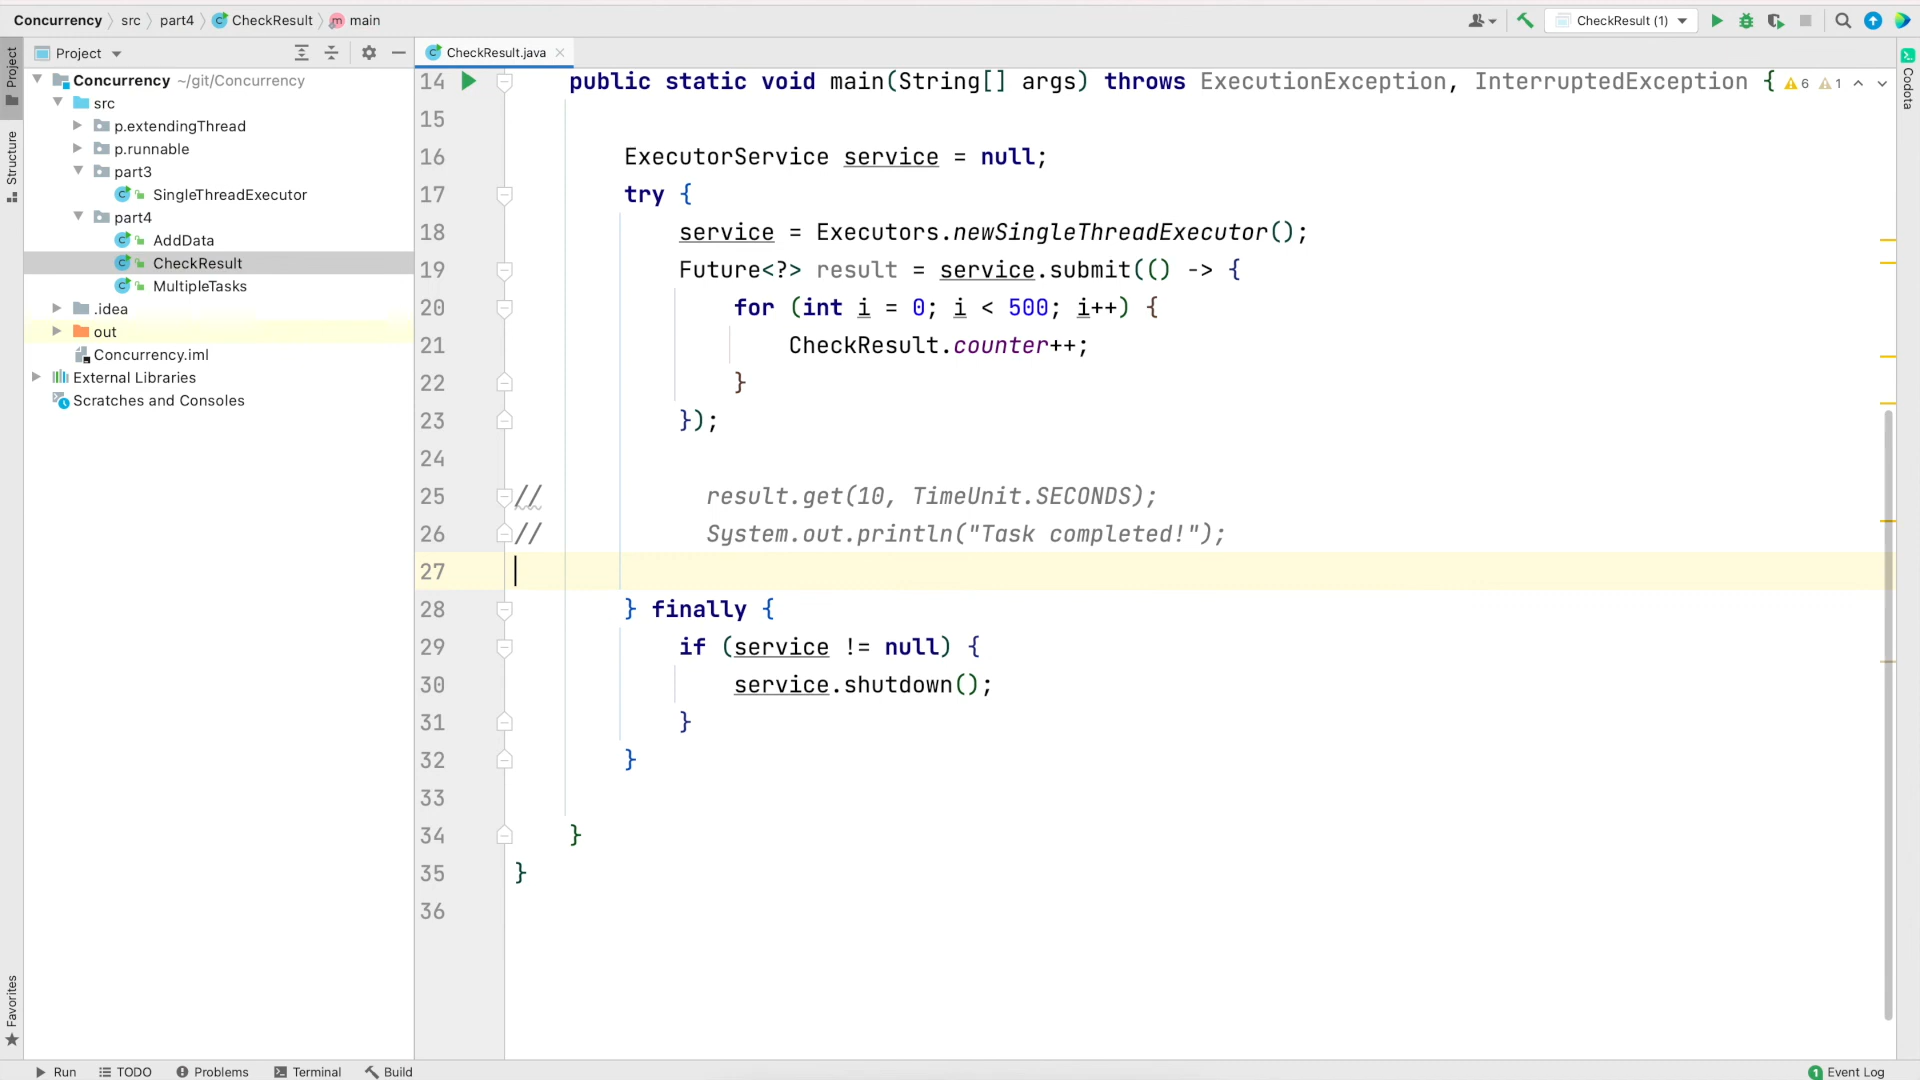 Concurrency src part4 CheckResult main
CheckResult (1)
Project
CheckResult.java
Concurrency ~/git/Concurrency
src
p.extendingThread
p.runnable
part3
SingleThreadExecutor
part4
AddData
CheckResult
MultipleTasks
.idea
out
Concurrency.iml
External Libraries
Scratches and Consoles
Project
Structure
Favorites
14 public static void main(String[] args) throws ExecutionException, InterruptedException { 6 1
15
16 ExecutorService service = null;
17 try {
18 service = Executors.newSingleThreadExecutor();
19 Future<?> result = service.submit(() -> {
20 for (int i = 0; i < 500; i++) {
21 CheckResult.counter++;
22 }
23 });
24
25 // result.get(10, TimeUnit.SECONDS);
26 // System.out.println("Task completed!");
27
28 } finally {
29 if (service != null) {
30 service.shutdown();
31 }
32 }
33
34 }
35 }
36
Codota
Run TODO Problems Terminal Build
1 Event Log